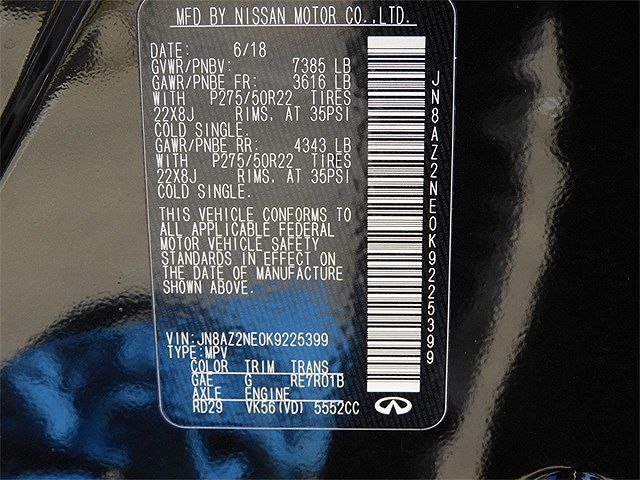 MFD BY NISSAN MOTOR CO.,LTD.
DATE: 6/18
GVWR/PNBV: 7385 LB
GAWR/PNBE FR: 3616 LB
WITH P275/50R22 TIRES
22X8J RIMS, AT 35PSI
COLD SINGLE.
GAWR/PNBE RR: 4343 LB
WITH P275/50R22 TIRES
22X8J RIMS, AT 35PSI
COLD SINGLE.
THIS VEHICLE CONFORMS TO
ALL APPLICABLE FEDERAL
MOTOR VEHICLE SAFETY
STANDARDS IN EFFECT ON
THE DATE OF MANUFACTURE
SHOWN ABOVE.
VIN:JN8AZ2NE0K9225399
TYPE:MPV
COLOR TRIM TRANS
GAE G RE7R01B
AXLE ENGINE
RD29 VK56(VD) 5552CC
JN8AZ2NE0K9225399